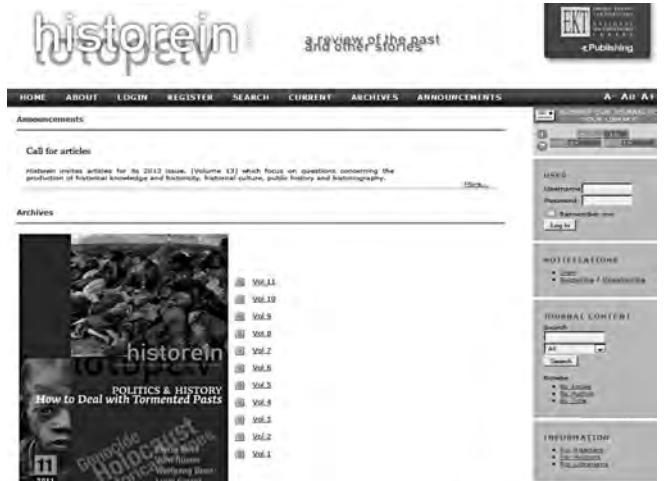 historein
ιστορείν
a review of the past
and other stories
EKT
ePublishing
HOME ABOUT LOGIN REGISTER SEARCH CURRENT ARCHIVES ANNOUNCEMENTS
A- A+
Announcements
Call for articles
Historein invites articles for its 2013 issue, (Volume 13) which focus on questions concerning the
production of historical knowledge and historicity, historical culture, public history and historiography.
More...
Archives
historein
POLITICS & HISTORY
How to Deal with Tormented Pasts
Genocide
Holocaust
11
2011
Vol 11
Vol 10
Vol 9
Vol 8
Vol 7
Vol 6
Vol 5
Vol 4
Vol 3
Vol 2
Vol 1
USER
Username
Password
Remember me
Log In
NOTIFICATIONS
View
JOURNAL CONTENT
Search
All
Search
Browse
By Issue
By Author
By Title
INFORMATION
For Readers
For Authors
For Librarians